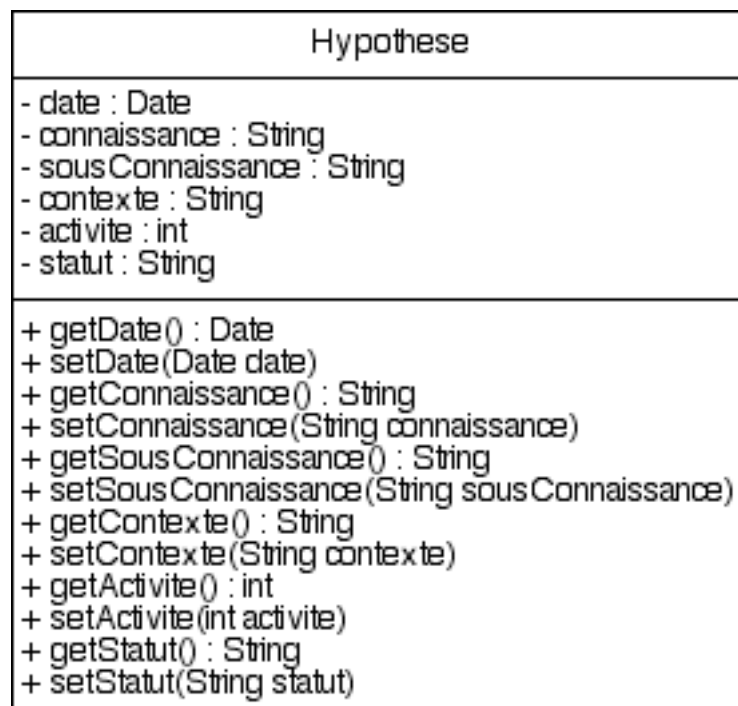 Hypothese
- date : Date
- connaissance : String
- sousConnaissance : String
- contexte : String
- activite : int
- statut : String
+ getDate() : Date
+ setDate(Date date)
+ getConnaissance() : String
+ setConnaissance(String connaissance)
+ getSousConnaissance() : String
+ setSousConnaissance(String sousConnaissance)
+ getContexte() : String
+ setContexte(String contexte)
+ getActivite() : int
+ setActivite(int activite)
+ getStatut() : String
+ setStatut(String statut)